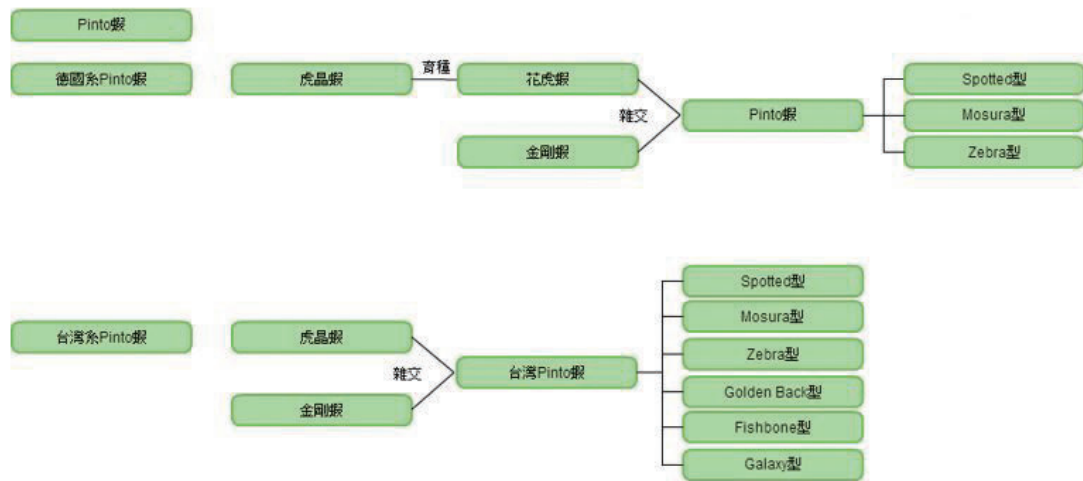 Pinto蝦
德國系Pinto蝦
虎晶蝦
育種
花虎蝦
雜交
金剛蝦
Pinto蝦
Spotted型
Mosura型
Zebra型
台灣系Pinto蝦
虎晶蝦
雜交
金剛蝦
台灣Pinto蝦
Spotted型
Mosura型
Zebra型
Golden Back型
Fishbone型
Galaxy型